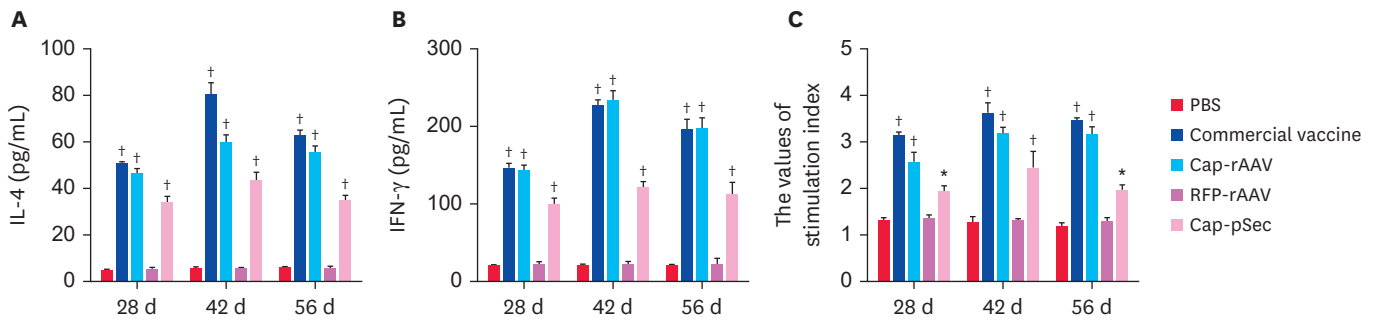 A
IL-4 (pg/mL)
100
80
60
40
20
0
† † †
† † †
† † †
28 d 42 d 56 d
B
IFN-γ (pg/mL)
300
200
100
0
† † †
† † †
† † †
28 d 42 d 56 d
C
The values of
stimulation index
5
4
3
2
1
0
† † *
† † †
† † *
28 d 42 d 56 d
PBS
Commercial vaccine
Cap-rAAV
RFP-rAAV
Cap-pSec